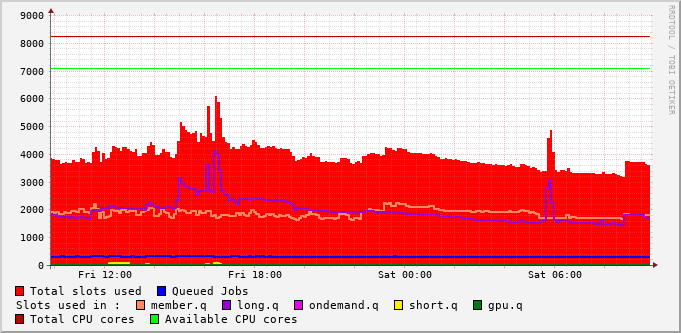 9000
8000
7000
6000
5000
4000
3000
2000
1000
0
Fri 12:00 Fri 18:00 Sat 00:00 Sat 06:00
RRDTOOL / TOBI OETIKER
Total slots used Queued Jobs
Slots used in : member.q long.q ondemand.q short.q gpu.q
Total CPU cores Available CPU cores